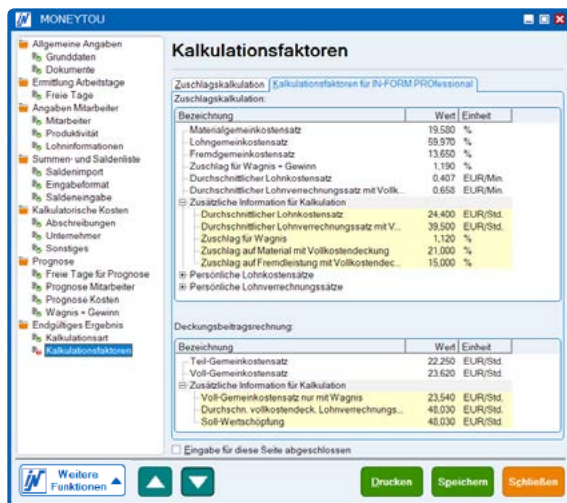 MONEYTOU
Allgemeine Angaben
Grunddaten
Dokumente
Ermittlung Arbeitstage
Freie Tage
Angaben Mitarbeiter
Mitarbeiter
Produktivität
Lohninformationen
Summen- und Saldenliste
Saldenimport
Eingabeformat
Saldeneingabe
Kalkulatorische Kosten
Abschreibungen
Unternehmer
Sonstiges
Prognose
Freie Tage für Prognose
Prognose Mitarbeiter
Prognose Kosten
Wagnis + Gewinn
Endgültiges Ergebnis
Kalkulationsart
Kalkulationsfaktoren
Kalkulationsfaktoren
Zuschlagskalkulation Kalkulationsfaktoren für IN-FORM PROfessional
Zuschlagskalkulation:
Bezeichnung Wert Einheit
Materialgemeinkostensatz 19,580 %
Lohngemeinkostensatz 59,970 %
Fremdgemeinkostensatz 13,650 %
Zuschlag für Wagnis + Gewinn 1,190 %
Durchschnittlicher Lohnkostensatz 0,407 EUR/Min.
Durchschnittlicher Lohnverrechnungssatz mit Vollk... 0,658 EUR/Min.
Zusätzliche Information für Kalkulation
Durchschnittlicher Lohnkostensatz 24,400 EUR/Std.
Durchschnittlicher Lohnverrechnungssatz mit V... 39,500 EUR/Std.
Zuschlag für Wagnis 1,120 %
Zuschlag auf Material mit Vollkostendeckung 21,000 %
Zuschlag auf Fremdleistung mit Vollkostendec... 15,000 %
Persönliche Lohnkostensätze
Persönliche Lohnverrechnungssätze
Deckungsbeitragsrechnung:
Bezeichnung Wert Einheit
Teil-Gemeinkostensatz 22,250 EUR/Std.
Voll-Gemeinkostensatz 23,620 EUR/Std.
Zusätzliche Information für Kalkulation
Voll-Gemeinkostensatz nur mit Wagnis 23,540 EUR/Std.
Durchschn. vollkostendeck. Lohnverrechnungs... 48,030 EUR/Std.
Soll-Wertschöpfung 48,030 EUR/Std.
Eingabe für diese Seite abgeschlossen
Weitere
Funktionen
Drucken Speichern Schließen